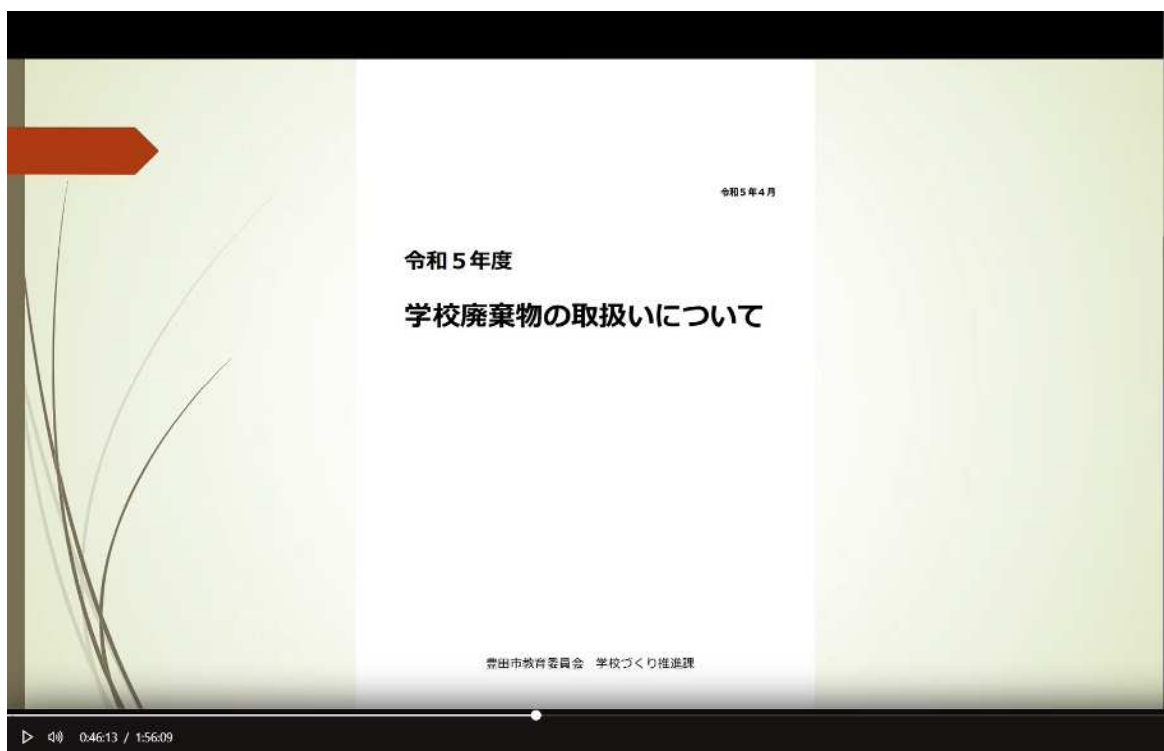 令和5年4月
令和５年度
学校廃棄物の取扱いについて
豊田市教育委員会　学校づくり推進課
0:46:13 / 1:56:09